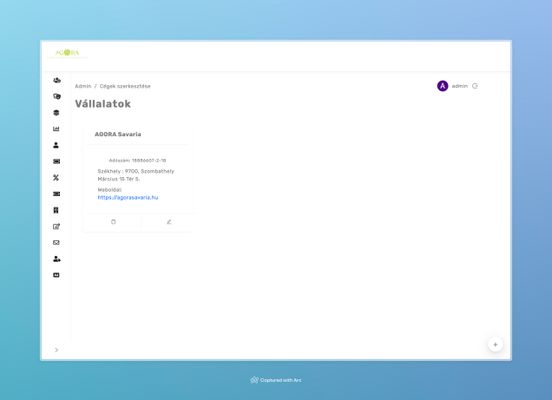 AGORA
Admin / Cégek szerkesztése
A admin
Vállalatok
AGORA Savaria
Adószám: 18886607-2-18
Székhely : 9700, Szombathely
Március 15 Tér 5.
Weboldal:
https://agorasavaria.hu
Captured with Arc